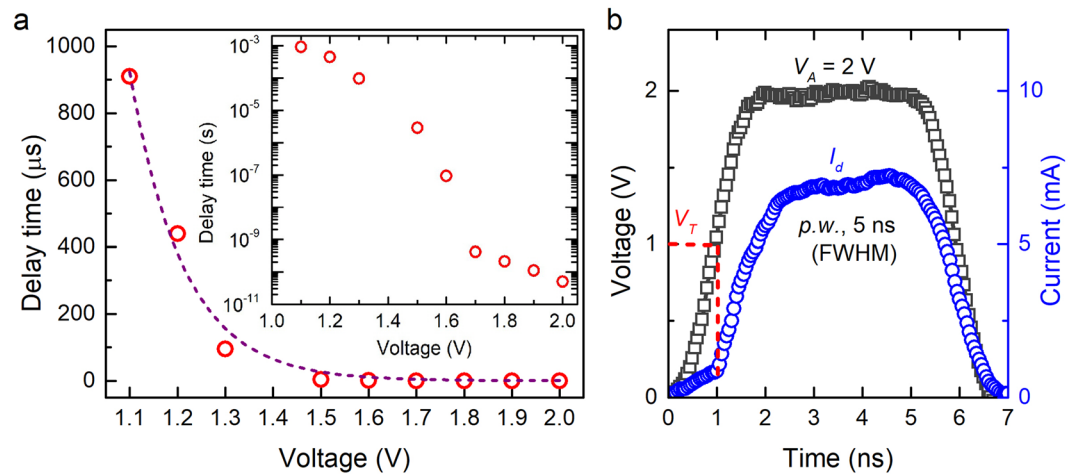 a
Delay time (μs)
1000
800
600
400
200
0
1.1 1.2 1.3 1.4 1.5 1.6 1.7 1.8 1.9 2.0
Voltage (V)
Delay time (s)
10⁻³
10⁻⁵
10⁻⁷
10⁻⁹
10⁻¹¹
1.0 1.2 1.4 1.6 1.8 2.0
Voltage (V)
b
Voltage (V)
2
1
0
V_A = 2 V
I_d
V_T
p.w., 5 ns
(FWHM)
10
5
0
Current (mA)
0 1 2 3 4 5 6 7
Time (ns)